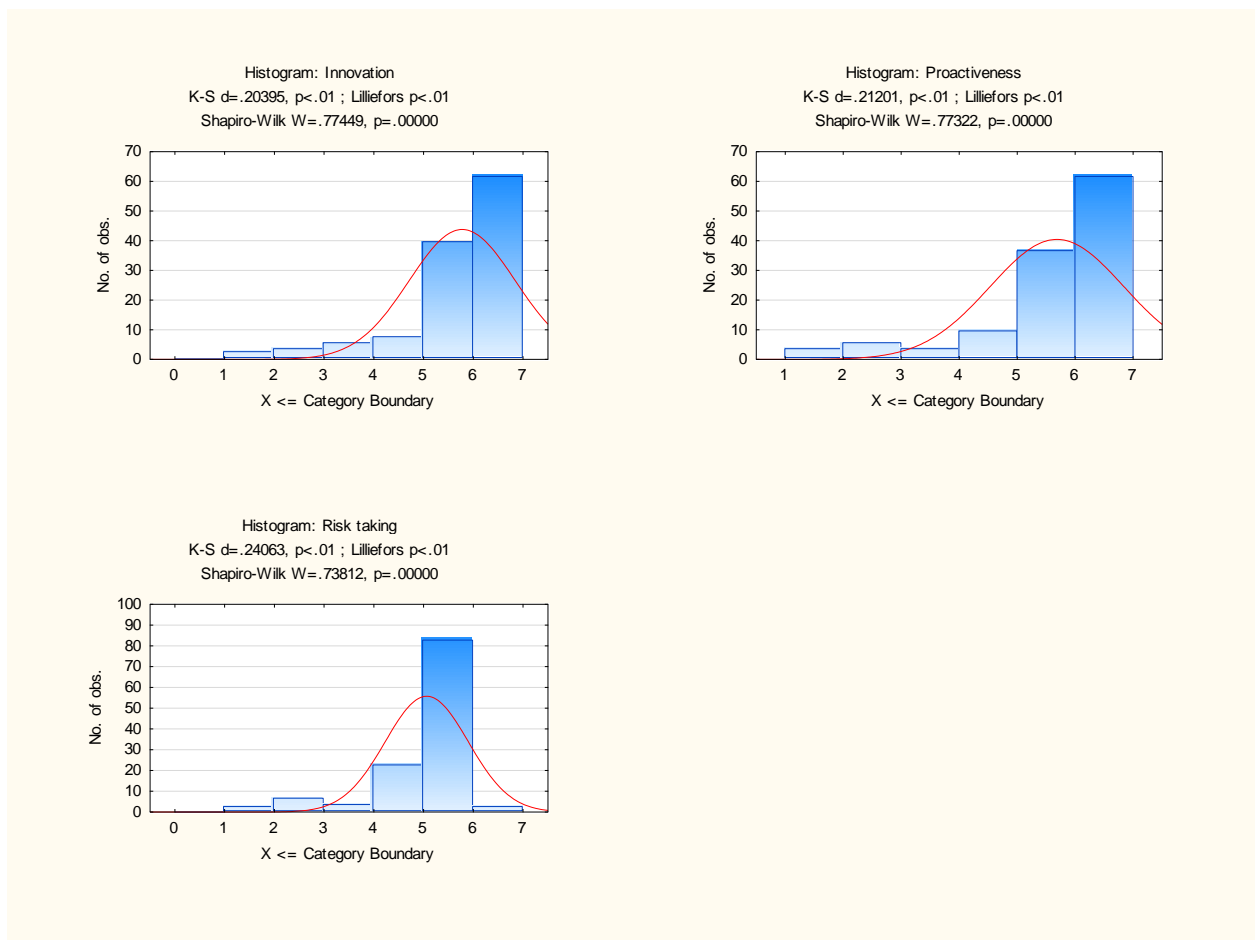 Histogram: Innovation
K-S d=.20395, p<.01 ; Lilliefors p<.01
Shapiro-Wilk W=.77449, p=.00000
70
60
50
40
30
20
10
0
No. of obs.
0 1 2 3 4 5 6 7
X <= Category Boundary
Histogram: Proactiveness
K-S d=.21201, p<.01 ; Lilliefors p<.01
Shapiro-Wilk W=.77322, p=.00000
70
60
50
40
30
20
10
0
No. of obs.
1 2 3 4 5 6 7
X <= Category Boundary
Histogram: Risk taking
K-S d=.24063, p<.01 ; Lilliefors p<.01
Shapiro-Wilk W=.73812, p=.00000
100
90
80
70
60
50
40
30
20
10
0
No. of obs.
0 1 2 3 4 5 6 7
X <= Category Boundary